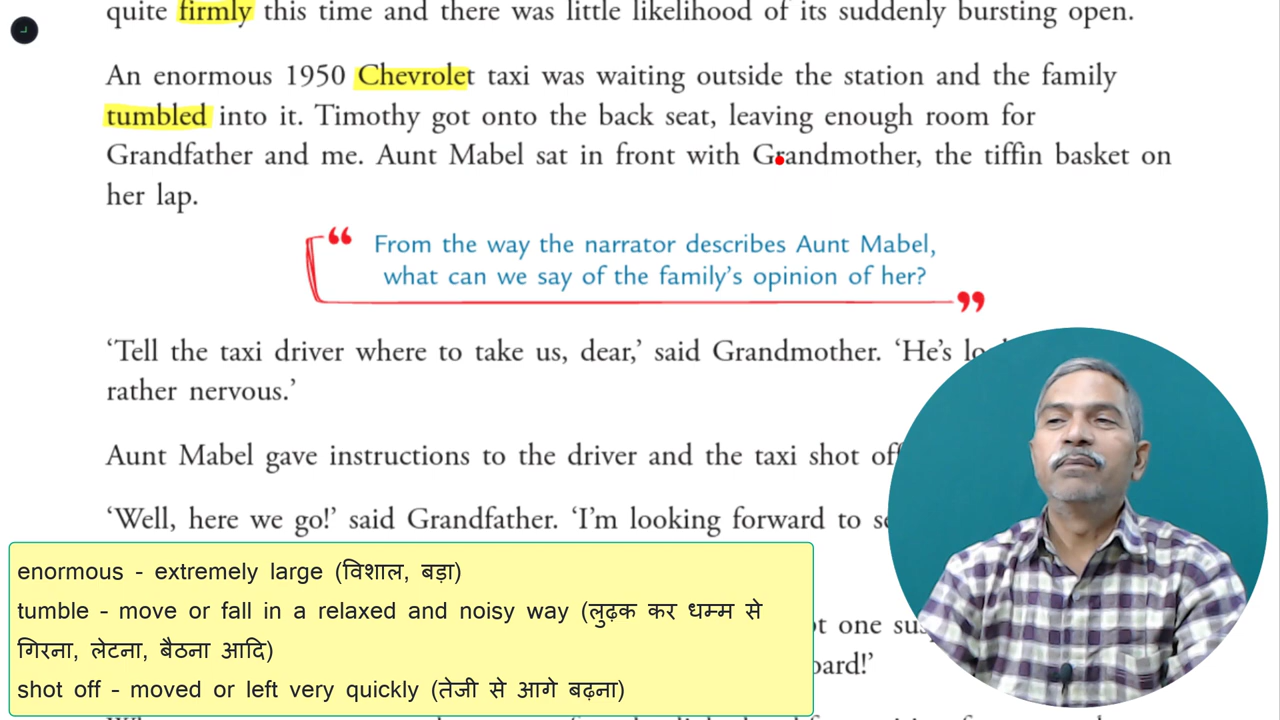 quite firmly this time and there was little likelihood of its suddenly bursting open.
An enormous 1950 Chevrolet taxi was waiting outside the station and the family
tumbled into it. Timothy got onto the back seat, leaving enough room for
Grandfather and me. Aunt Mabel sat in front with Grandmother, the tiffin basket on
her lap.
“ From the way the narrator describes Aunt Mabel,
what can we say of the family’s opinion of her? ”
‘Tell the taxi driver where to take us, dear,’ said Grandmother. ‘He’s
rather nervous.’
Aunt Mabel gave instructions to the driver and the taxi shot off
‘Well, here we go!’ said Grandfather. ‘I’m looking forward to
one
enormous - extremely large (विशाल, बड़ा)
tumble – move or fall in a relaxed and noisy way (लुढ़क कर धम्म से
गिरना, लेटना, बैठना आदि)
shot off – moved or left very quickly (तेजी से आगे बढ़ना)